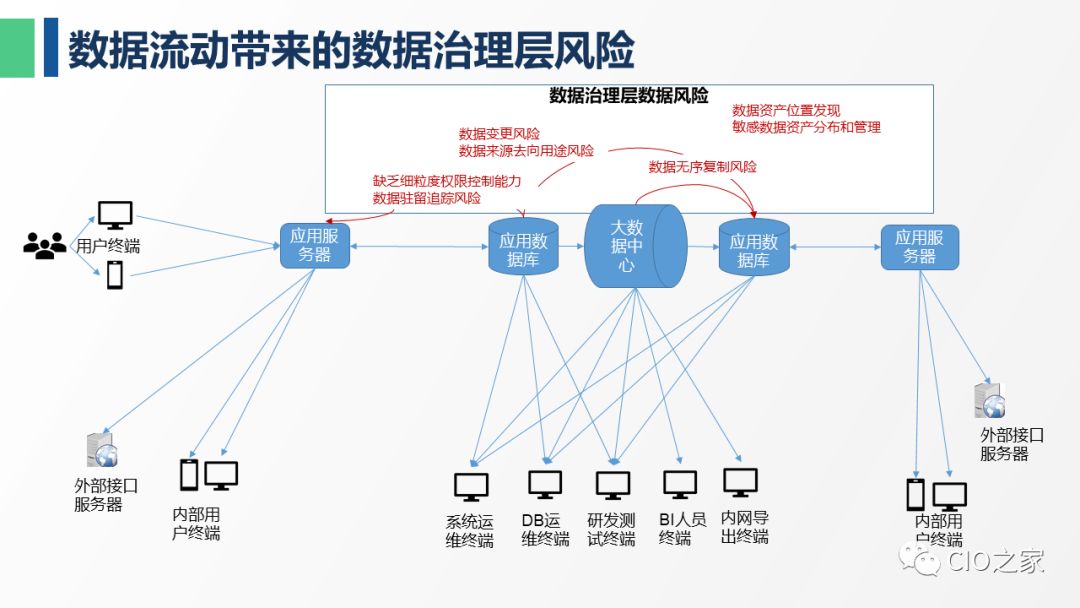 数据流动带来的数据治理层风险
数据治理层数据风险
数据资产位置发现
敏感数据资产分布和管理
数据变更风险
数据来源去向用途风险
数据无序复制风险
缺乏细粒度权限控制能力
数据驻留追踪风险
用户终端
应用服
务器
应用数
据库
大数
据中
心
应用数
据库
应用服
务器
外部接口
服务器
内部用
户终端
系统运
维终端
DB运
维终端
研发测
试终端
BI人员
终端
内网导
出终端
外部接口
服务器
内部用
户终端
CIO之家